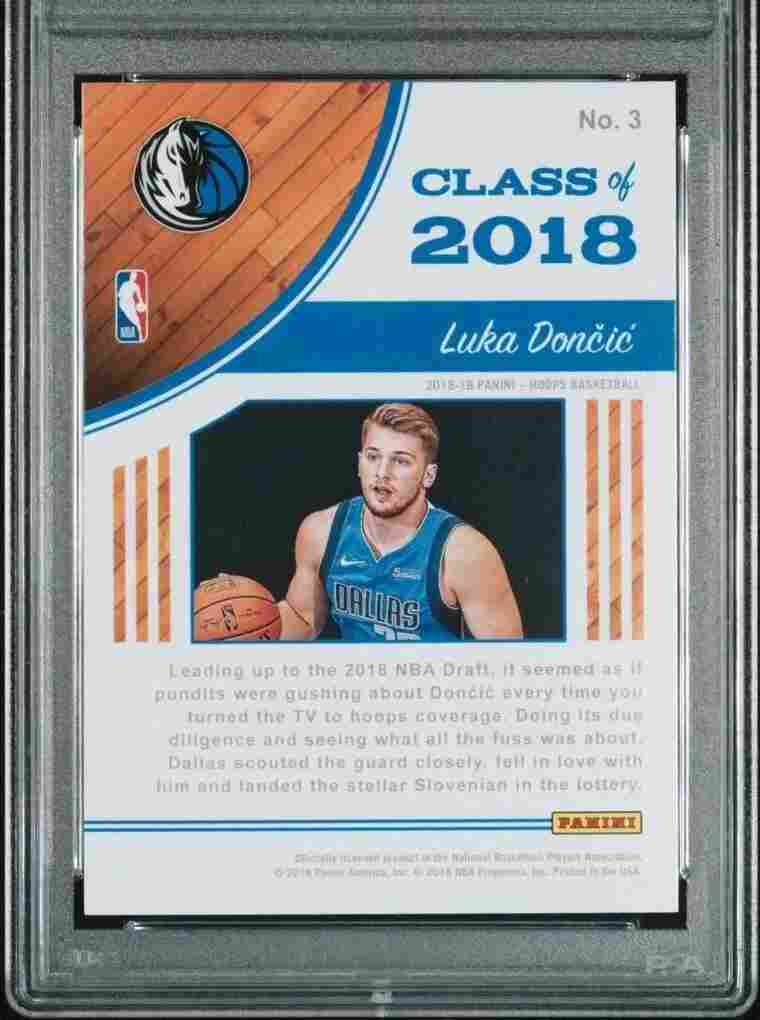 No. 3
CLASS of
2018
NBA
Luka Dončić
2018-19 PANINI - HOOPS BASKETBALL
DALLAS
Leading up to the 2018 NBA Draft, it seemed as if
pundits were gushing about Dončić every time you
turned the TV to hoops coverage. Doing its due
diligence and seeing what all the fuss was about,
Dallas scouted the guard closely, fell in love with
him and landed the stellar Slovenian in the lottery.
PANINI
Officially licensed product of the National Basketball Players Association.
© 2018 Panini America, Inc. © 2018 NBA Properties, Inc. Printed in the USA.
PSA